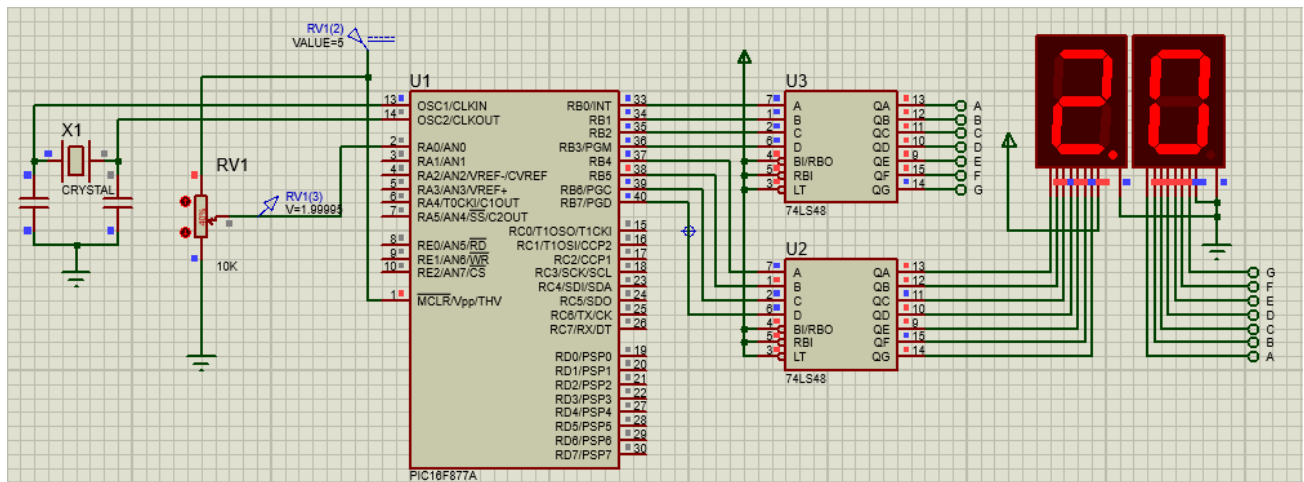 RV1(2)
VALUE=5
X1
CRYSTAL
RV1
40%
10K
RV1(3)
V=1.99995
U1
13 OSC1/CLKIN
14 OSC2/CLKOUT
2 RA0/AN0
3 RA1/AN1
4 RA2/AN2/VREF-/CVREF
5 RA3/AN3/VREF+
6 RA4/T0CKI/C1OUT
7 RA5/AN4/SS/C2OUT
8 RE0/AN5/RD
9 RE1/AN6/WR
10 RE2/AN7/CS
1 MCLR/Vpp/THV
RB0/INT 33
RB1 34
RB2 35
RB3/PGM 36
RB4 37
RB5 38
RB6/PGC 39
RB7/PGD 40
RC0/T1OSO/T1CKI 15
RC1/T1OSI/CCP2 16
RC2/CCP1 17
RC3/SCK/SCL 18
RC4/SDI/SDA 23
RC5/SDO 24
RC6/TX/CK 25
RC7/RX/DT 26
RD0/PSP0 19
RD1/PSP1 20
RD2/PSP2 21
RD3/PSP3 22
RD4/PSP4 27
RD5/PSP5 28
RD6/PSP6 29
RD7/PSP7 30
PIC16F877A
U3
7 A QA 13 A
1 B QB 12 B
2 C QC 11 C
6 D QD 10 D
4 BI/RBO QE 9 E
5 RBI QF 15 F
3 LT QG 14 G
74LS48
U2
7 A QA 13
1 B QB 12
2 C QC 11
6 D QD 10
4 BI/RBO QE 9
5 RBI QF 15
3 LT QG 14
74LS48
2.0
G
F
E
D
C
B
A